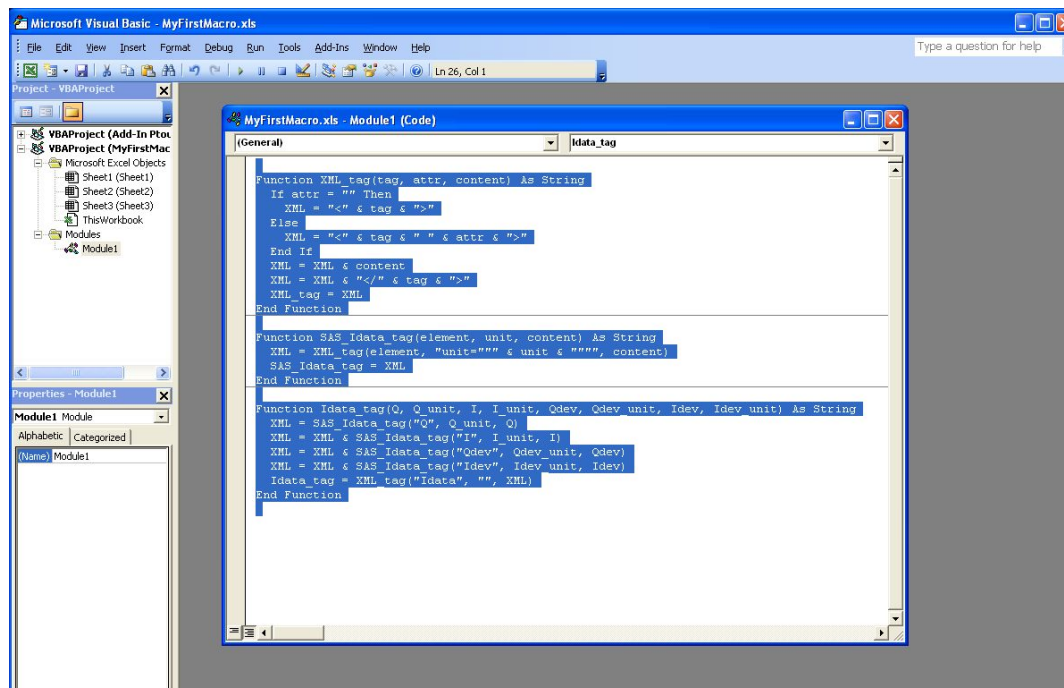 Microsoft Visual Basic - MyFirstMacro.xls
File Edit View Insert Format Debug Run Tools Add-Ins Window Help
Type a question for help
Ln 26, Col 1
Project - VBAProject
VBAProject (Add-In Ptou
VBAProject (MyFirstMac
Microsoft Excel Objects
Sheet1 (Sheet1)
Sheet2 (Sheet2)
Sheet3 (Sheet3)
ThisWorkbook
Modules
Module1
Properties - Module1
Module1 Module
Alphabetic Categorized
(Name) Module1
MyFirstMacro.xls - Module1 (Code)
(General) Idata_tag
Function XML_tag(tag, attr, content) As String
If attr = "" Then
XML = "<" & tag & ">"
Else
XML = "<" & tag & " " & attr & ">"
End If
XML = XML & content
XML = XML & "</" & tag & ">"
XML_tag = XML
End Function
Function SAS_Idata_tag(element, unit, content) As String
XML = XML_tag(element, "unit=""" & unit & """", content)
SAS_Idata_tag = XML
End Function
Function Idata_tag(Q, Q_unit, I, I_unit, Qdev, Qdev_unit, Idev, Idev_unit) As String
XML = SAS_Idata_tag("Q", Q_unit, Q)
XML = XML & SAS_Idata_tag("I", I_unit, I)
XML = XML & SAS_Idata_tag("Qdev", Qdev_unit, Qdev)
XML = XML & SAS_Idata_tag("Idev", Idev_unit, Idev)
Idata_tag = XML_tag("Idata", "", XML)
End Function